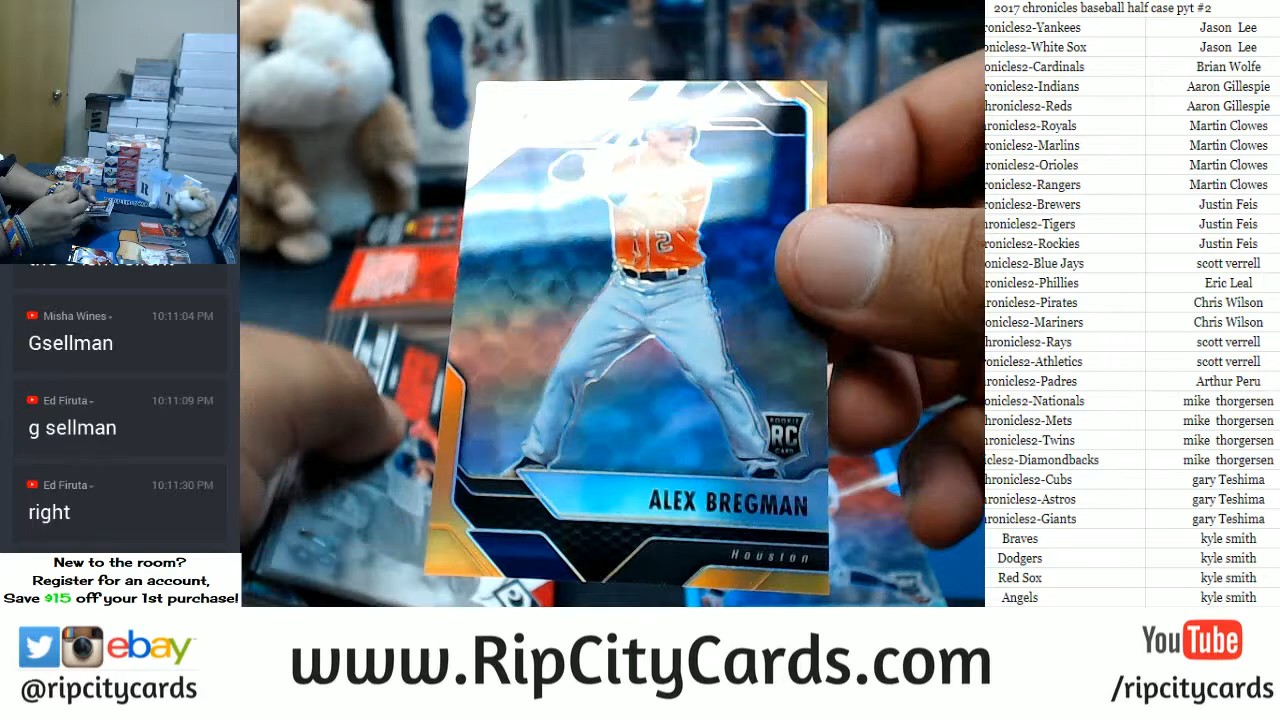 2017 chronicles baseball half case pyt #2
ronicles2-Yankees Jason Lee
onicles2-White Sox Jason Lee
onicles2-Cardinals Brian Wolfe
ronicles2-Indians Aaron Gillespie
hronicles2-Reds Aaron Gillespie
ronicles2-Royals Martin Clowes
ronicles2-Marlins Martin Clowes
ronicles2-Orioles Martin Clowes
ronicles2-Rangers Martin Clowes
ronicles2-Brewers Justin Feis
ronicles2-Tigers Justin Feis
ronicles2-Rockies Justin Feis
onicles2-Blue Jays scott verrell
ronicles2-Phillies Eric Leal
ronicles2-Pirates Chris Wilson
onicles2-Mariners Chris Wilson
hronicles2-Rays scott verrell
ronicles2-Athletics scott verrell
ronicles2-Padres Arthur Peru
onicles2-Nationals mike thorgersen
hronicles2-Mets mike thorgersen
ronicles2-Twins mike thorgersen
icles2-Diamondbacks mike thorgersen
hronicles2-Cubs gary Teshima
ronicles2-Astros gary Teshima
ronicles2-Giants gary Teshima
Braves kyle smith
Dodgers kyle smith
Red Sox kyle smith
Angels kyle smith
Misha Wines 10:11:04 PM
Gsellman
Ed Firuta 10:11:09 PM
g sellman
Ed Firuta 10:11:30 PM
right
2
ROOKIE
RC
CARD
ALEX BREGMAN
Houston
New to the room?
Register for an account,
Save $15 off your 1st purchase!
ebay
@ripcitycards
www.RipCityCards.com
YouTube
/ripcitycards